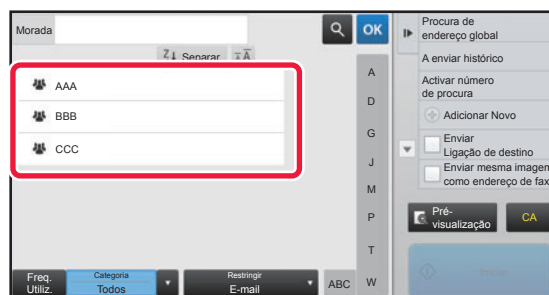 Morada
OK
Z↓ Separar
AAA
BBB
CCC
A
D
G
J
M
P
T
W
Freq.
Utiliz.
Categoria
Todos
Restringir
E-mail
ABC
Procura de
endereço global
A enviar histórico
Activar número
de procura
Adicionar Novo
Enviar
Ligação de destino
Enviar mesma imagem
como endereço de fax
Pré-
visualização
CA
Iniciar